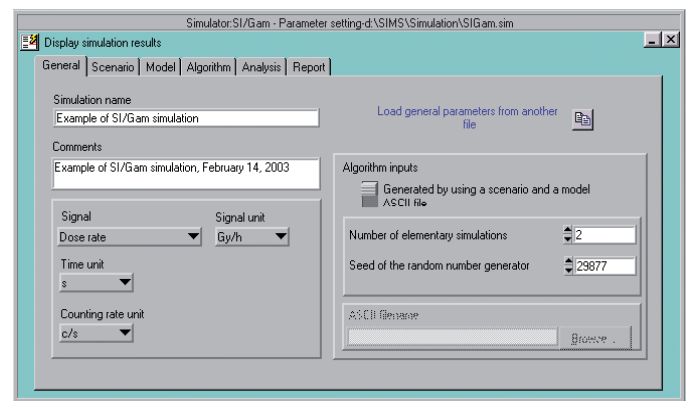 Simulator:SI/Gam - Parameter setting-d:\SIMS\Simulation\SIGam.sim
Display simulation results
General Scenario Model Algorithm Analysis Report
Simulation name
Example of SI/Gam simulation
Load general parameters from another
file
Comments
Example of SI/Gam simulation, February 14, 2003
Algorithm inputs
Generated by using a scenario and a model
ASCII file
Signal Signal unit
Dose rate Gy/h
Number of elementary simulations 2
Time unit
s
Seed of the random number generator 29877
Counting rate unit
c/s
ASCII filename
Browse...